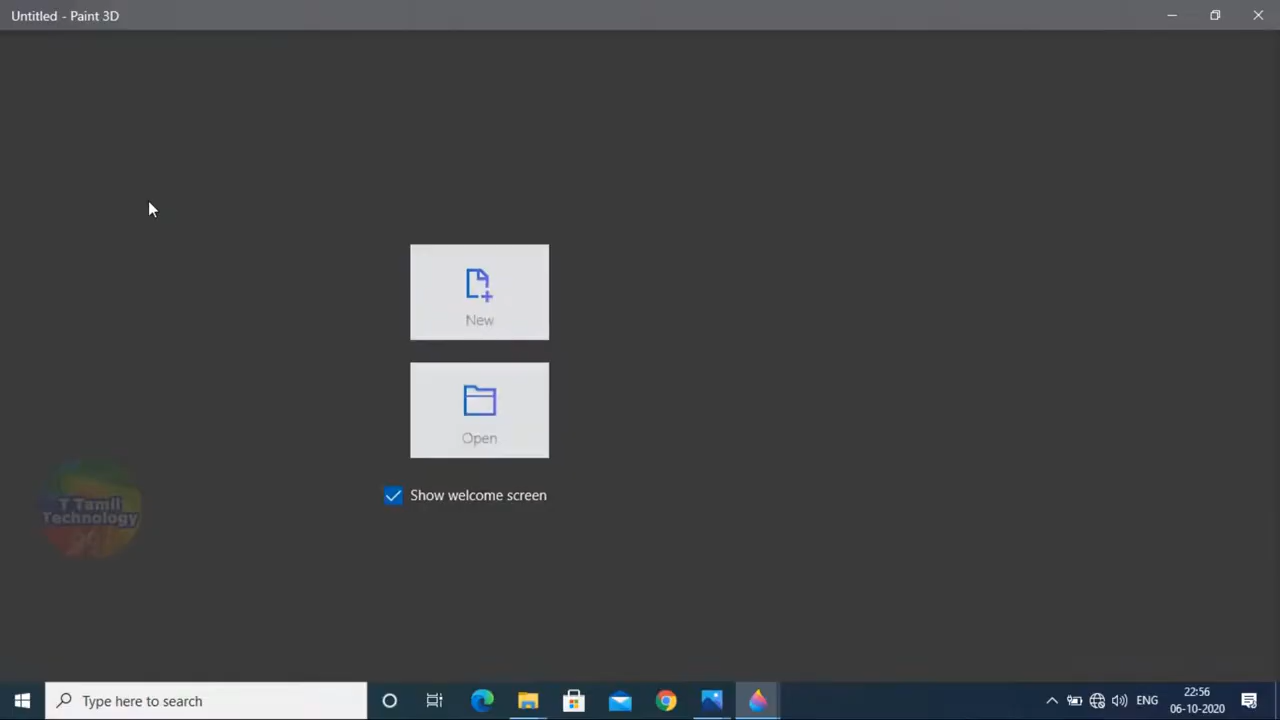 Untitled - Paint 3D
New
Open
Show welcome screen
T Tamil
Technology
Type here to search
ENG
22:56
06-10-2020